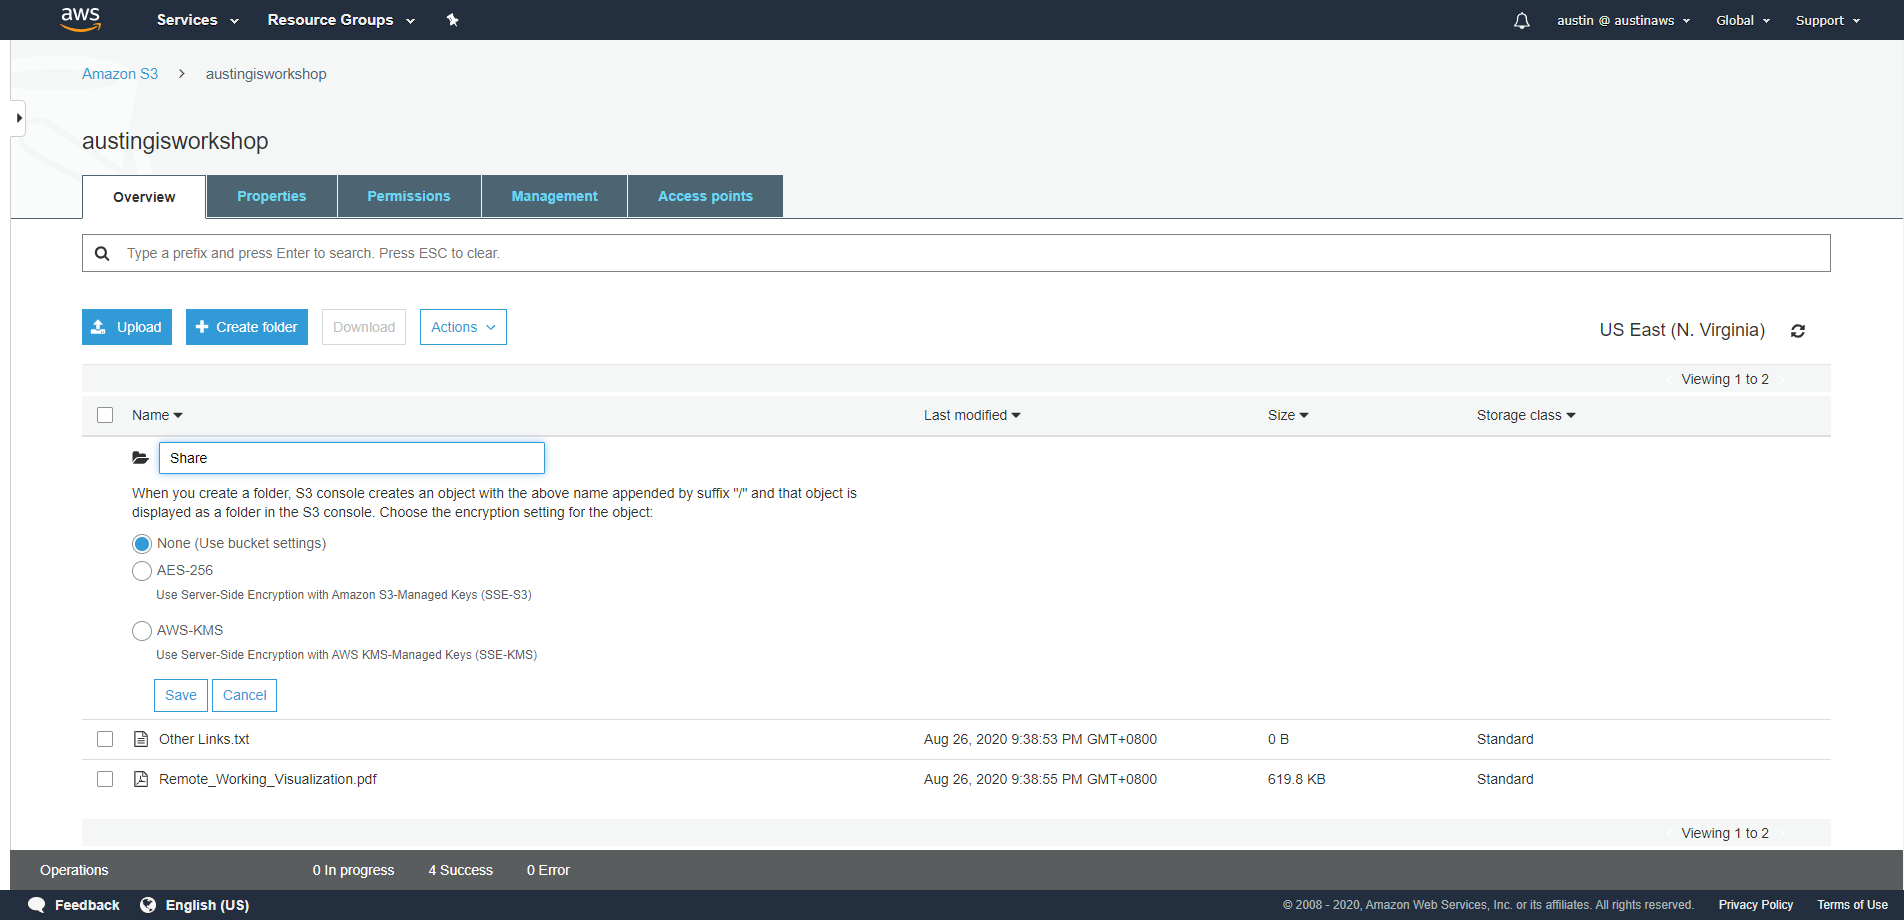 aws Services Resource Groups austin @ austinaws Global Support
Amazon S3 > austingisworkshop
austingisworkshop
Overview Properties Permissions Management Access points
Type a prefix and press Enter to search. Press ESC to clear.
Upload Create folder Download Actions US East (N. Virginia)
Viewing 1 to 2
Name Last modified Size Storage class
Share
When you create a folder, S3 console creates an object with the above name appended by suffix "/" and that object is
displayed as a folder in the S3 console. Choose the encryption setting for the object:
None (Use bucket settings)
AES-256
Use Server-Side Encryption with Amazon S3-Managed Keys (SSE-S3)
AWS-KMS
Use Server-Side Encryption with AWS KMS-Managed Keys (SSE-KMS)
Save Cancel
Other Links.txt Aug 26, 2020 9:38:53 PM GMT+0800 0 B Standard
Remote_Working_Visualization.pdf Aug 26, 2020 9:38:55 PM GMT+0800 619.8 KB Standard
Viewing 1 to 2
Operations 0 In progress 4 Success 0 Error
Feedback English (US) © 2008 - 2020, Amazon Web Services, Inc. or its affiliates. All rights reserved. Privacy Policy Terms of Use